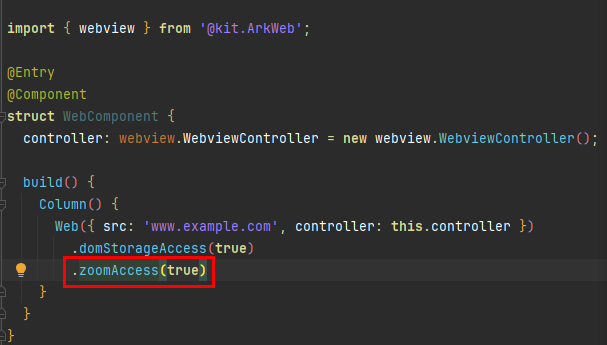 import { webview } from '@kit.ArkWeb';
@Entry
@Component
struct WebComponent {
controller: webview.WebviewController = new webview.WebviewController();
build() {
Column() {
Web({ src: 'www.example.com', controller: this.controller })
.domStorageAccess(true)
.zoomAccess(true)
}
}
}